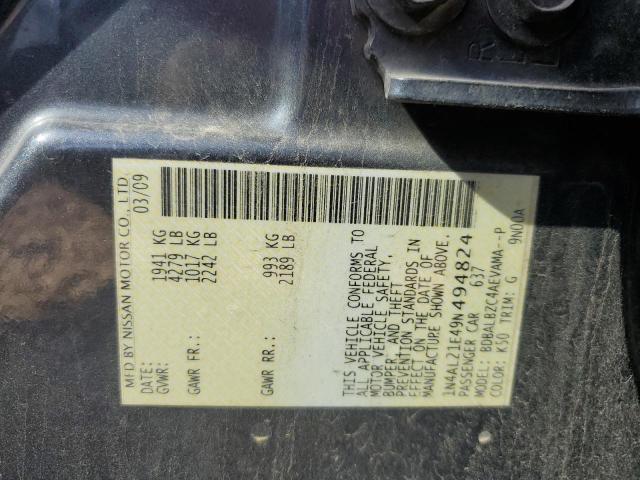 MFD BY NISSAN MOTOR CO., LTD.
DATE: 03/09
GVWR: 1941 KG
4279 LB
GAWR FR: 1017 KG
2242 LB
GAWR RR: 993 KG
2189 LB
THIS VEHICLE CONFORMS TO
ALL APPLICABLE FEDERAL
MOTOR VEHICLE SAFETY,
BUMPER, AND THEFT
PREVENTION STANDARDS IN
EFFECT ON THE DATE OF
MANUFACTURE SHOWN ABOVE.
1N4AL21E49N494824
PASSENGER CAR 637
MODEL: BDBALBZC4AEVAMA--P
COLOR: K50 TRIM: G 9N00A
R